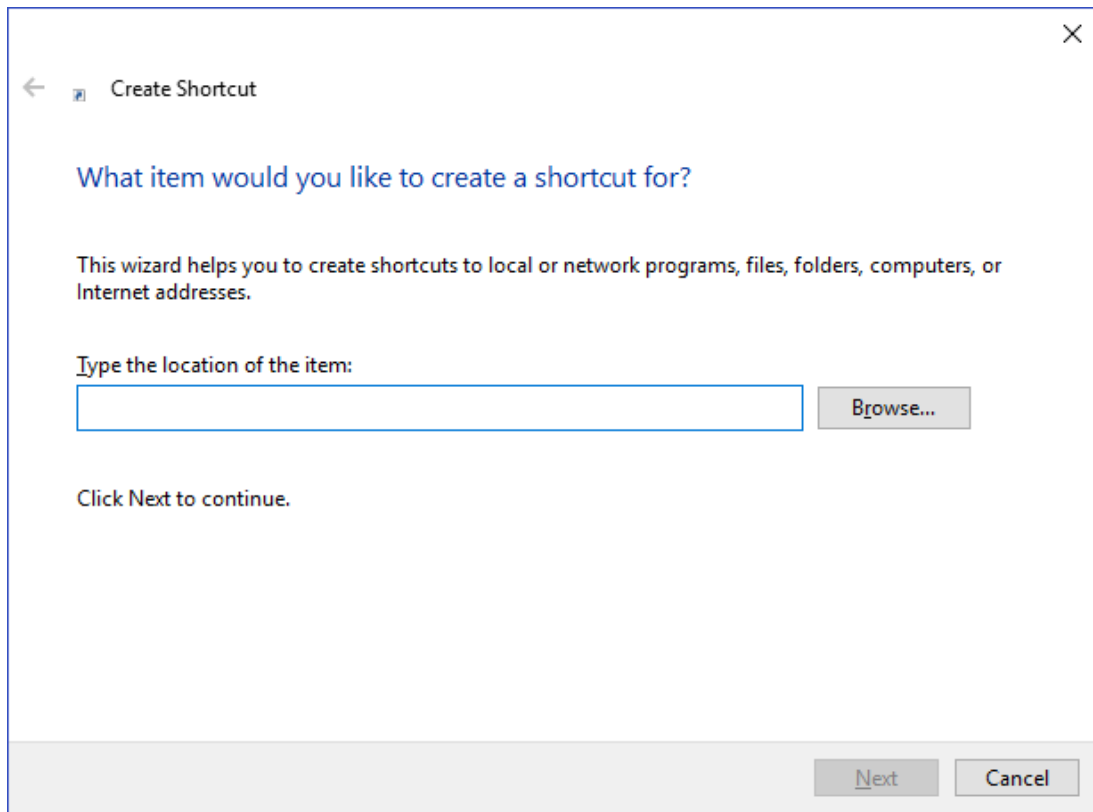 Create Shortcut
What item would you like to create a shortcut for?
This wizard helps you to create shortcuts to local or network programs, files, folders, computers, or
Internet addresses.
Type the location of the item:
Browse...
Click Next to continue.
Next
Cancel